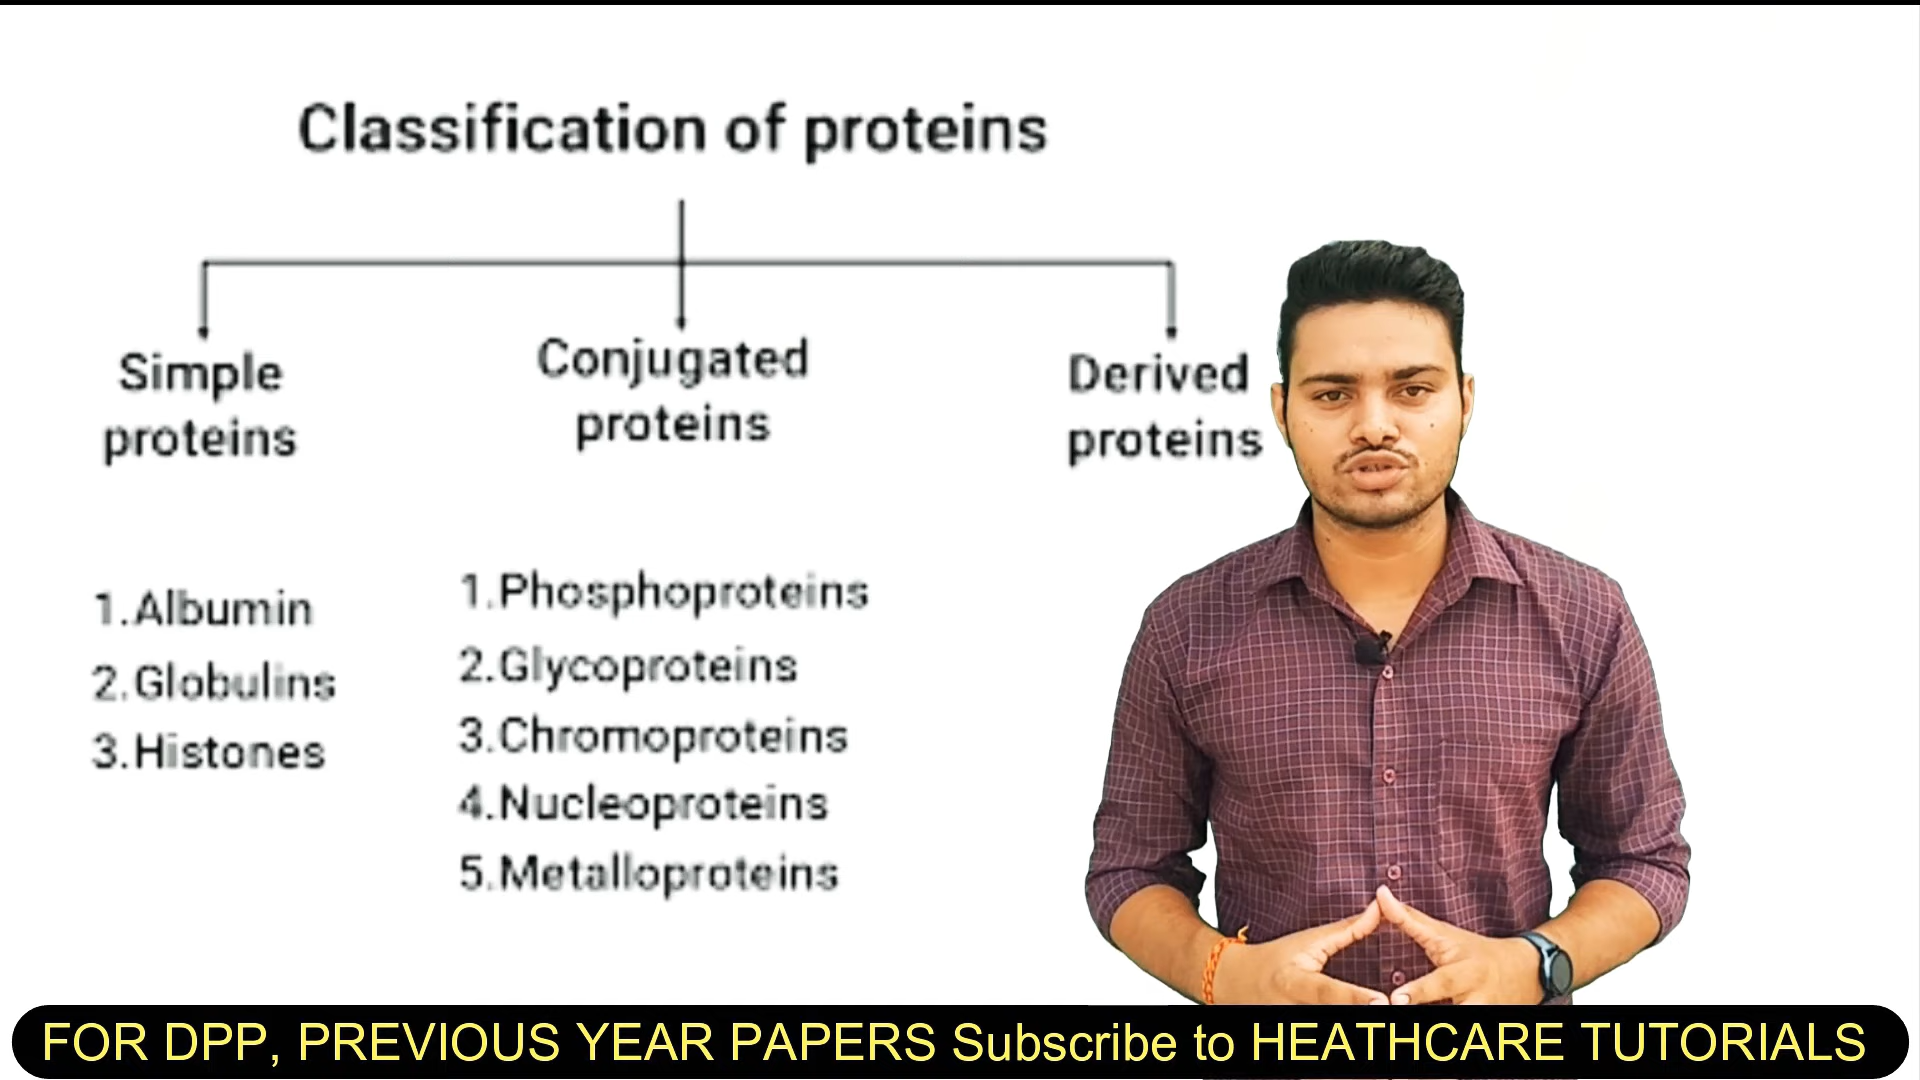 Classification of proteins
Simple
proteins
1.Albumin
2.Globulins
3.Histones
Conjugated
proteins
1.Phosphoproteins
2.Glycoproteins
3.Chromoproteins
4.Nucleoproteins
5.Metalloproteins
Derived
proteins
FOR DPP, PREVIOUS YEAR PAPERS Subscribe to HEATHCARE TUTORIALS